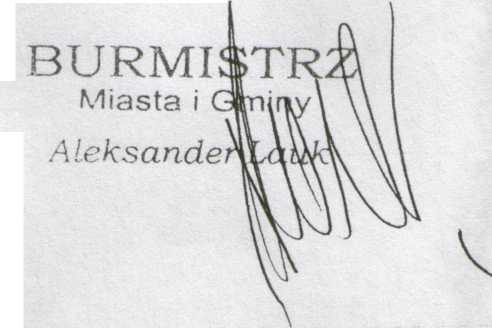 BURMISTRZ
Miasta i Gminy
Aleksander Lauk